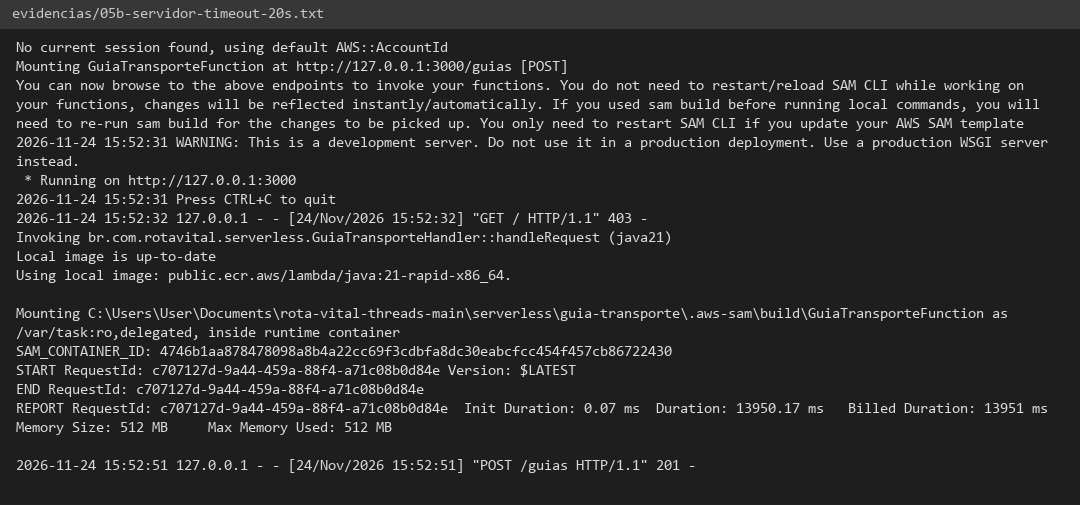 evidencias/05b-servidor-timeout-20s.txt
No current session found, using default AWS::AccountId
Mounting GuiaTransporteFunction at http://127.0.0.1:3000/guias [POST]
You can now browse to the above endpoints to invoke your functions. You do not need to restart/reload SAM CLI while working on
your functions, changes will be reflected instantly/automatically. If you used sam build before running local commands, you will
need to re-run sam build for the changes to be picked up. You only need to restart SAM CLI if you update your AWS SAM template
2026-11-24 15:52:31 WARNING: This is a development server. Do not use it in a production deployment. Use a production WSGI server
instead.
 * Running on http://127.0.0.1:3000
2026-11-24 15:52:31 Press CTRL+C to quit
2026-11-24 15:52:32 127.0.0.1 - - [24/Nov/2026 15:52:32] "GET / HTTP/1.1" 403 -
Invoking br.com.rotavital.serverless.GuiaTransporteHandler::handleRequest (java21)
Local image is up-to-date
Using local image: public.ecr.aws/lambda/java:21-rapid-x86_64.
Mounting C:\Users\User\Documents\rota-vital-threads-main\serverless\guia-transporte\.aws-sam\build\GuiaTransporteFunction as
/var/task:ro,delegated, inside runtime container
SAM_CONTAINER_ID: 4746b1aa878478098a8b4a22cc69f3cdbfa8dc30eabcfcc454f457cb86722430
START RequestId: c707127d-9a44-459a-88f4-a71c08b0d84e Version: $LATEST
END RequestId: c707127d-9a44-459a-88f4-a71c08b0d84e
REPORT RequestId: c707127d-9a44-459a-88f4-a71c08b0d84e  Init Duration: 0.07 ms  Duration: 13950.17 ms   Billed Duration: 13951 ms
Memory Size: 512 MB     Max Memory Used: 512 MB
2026-11-24 15:52:51 127.0.0.1 - - [24/Nov/2026 15:52:51] "POST /guias HTTP/1.1" 201 -